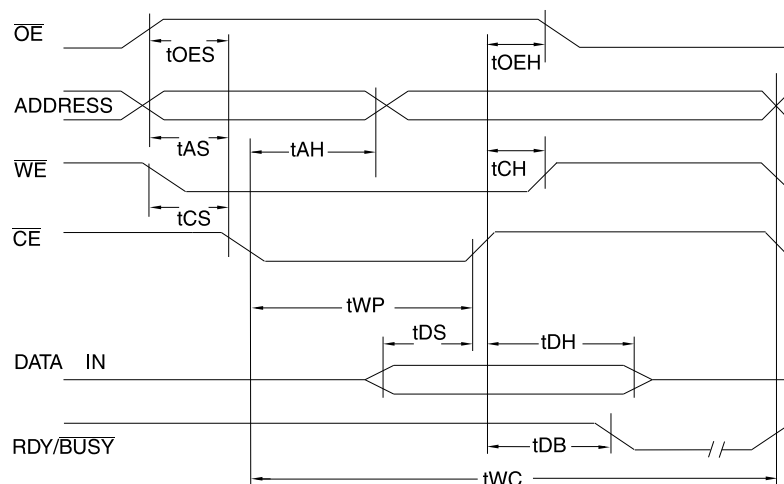 OE
tOES
tOEH
ADDRESS
tAS
tAH
tCH
WE
tCS
CE
tWP
tDS
tDH
DATA IN
RDY/BUSY
tDB
tWC